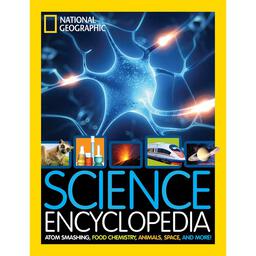 NATIONAL
GEOGRAPHIC
SCIENCE
ENCYCLOPEDIA
ATOM SMASHING, FOOD CHEMISTRY, ANIMALS, SPACE, AND MORE!